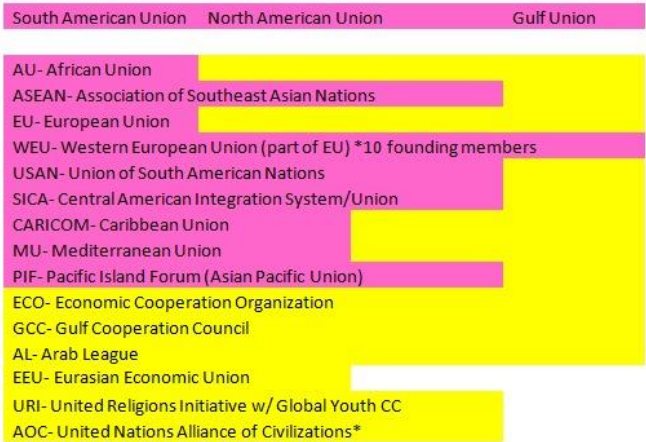 South American Union North American Union Gulf Union
AU- African Union
ASEAN- Association of Southeast Asian Nations
EU- European Union
WEU- Western European Union (part of EU) *10 founding members
USAN- Union of South American Nations
SICA- Central American Integration System/Union
CARICOM- Caribbean Union
MU- Mediterranean Union
PIF- Pacific Island Forum (Asian Pacific Union)
ECO- Economic Cooperation Organization
GCC- Gulf Cooperation Council
AL- Arab League
EEU- Eurasian Economic Union
URI- United Religions Initiative w/ Global Youth CC
AOC- United Nations Alliance of Civilizations*